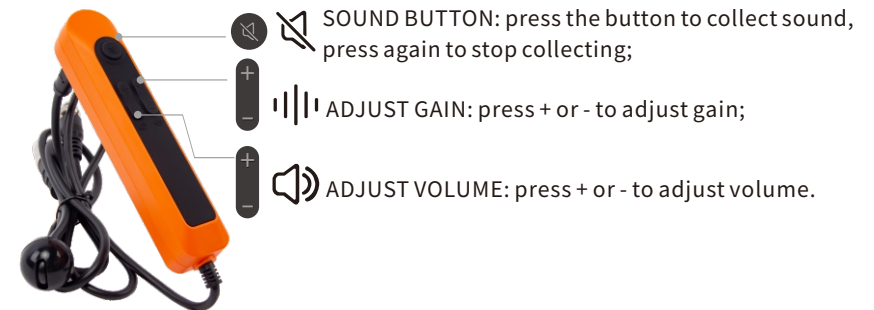 SOUND BUTTON: press the button to collect sound,
press again to stop collecting;
+
-
ADJUST GAIN: press + or - to adjust gain;
+
-
ADJUST VOLUME: press + or - to adjust volume.